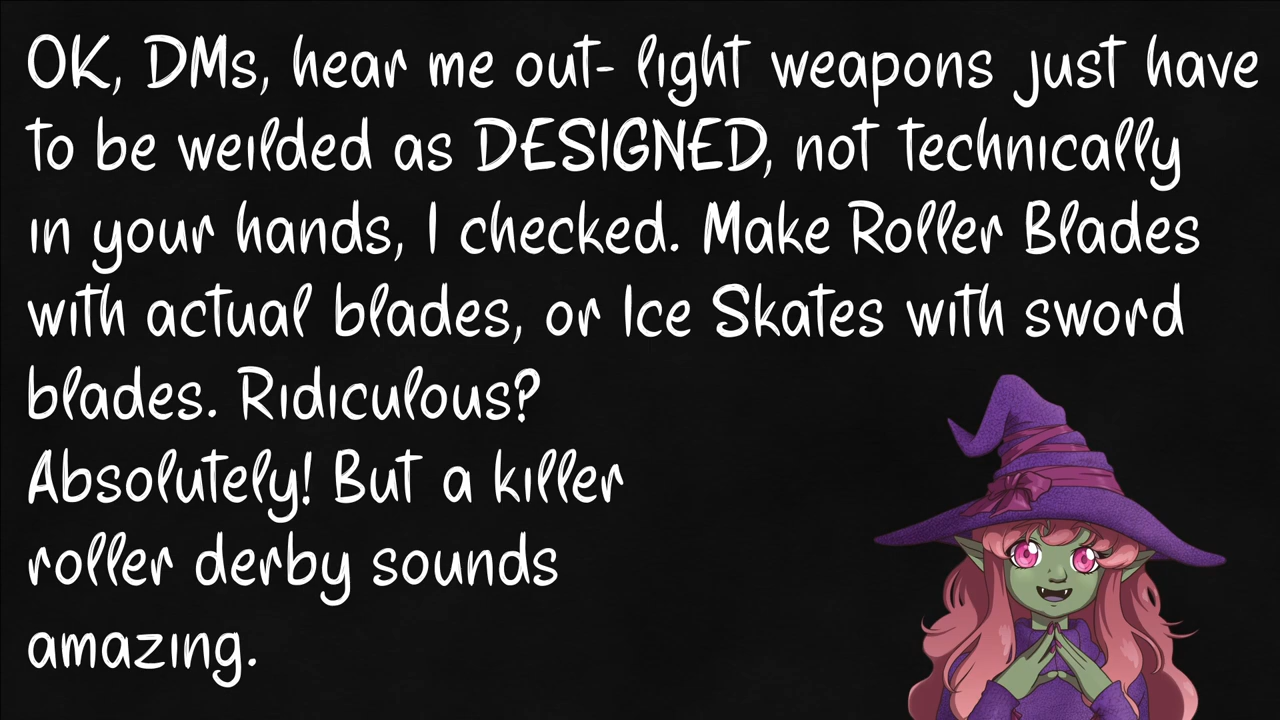 OK, DMs, hear me out- light weapons just have
to be weilded as DESIGNED, not technically
in your hands, I checked. Make Roller Blades
with actual blades, or Ice Skates with sword
blades. Ridiculous?
Absolutely! But a killer
roller derby sounds
amazing.